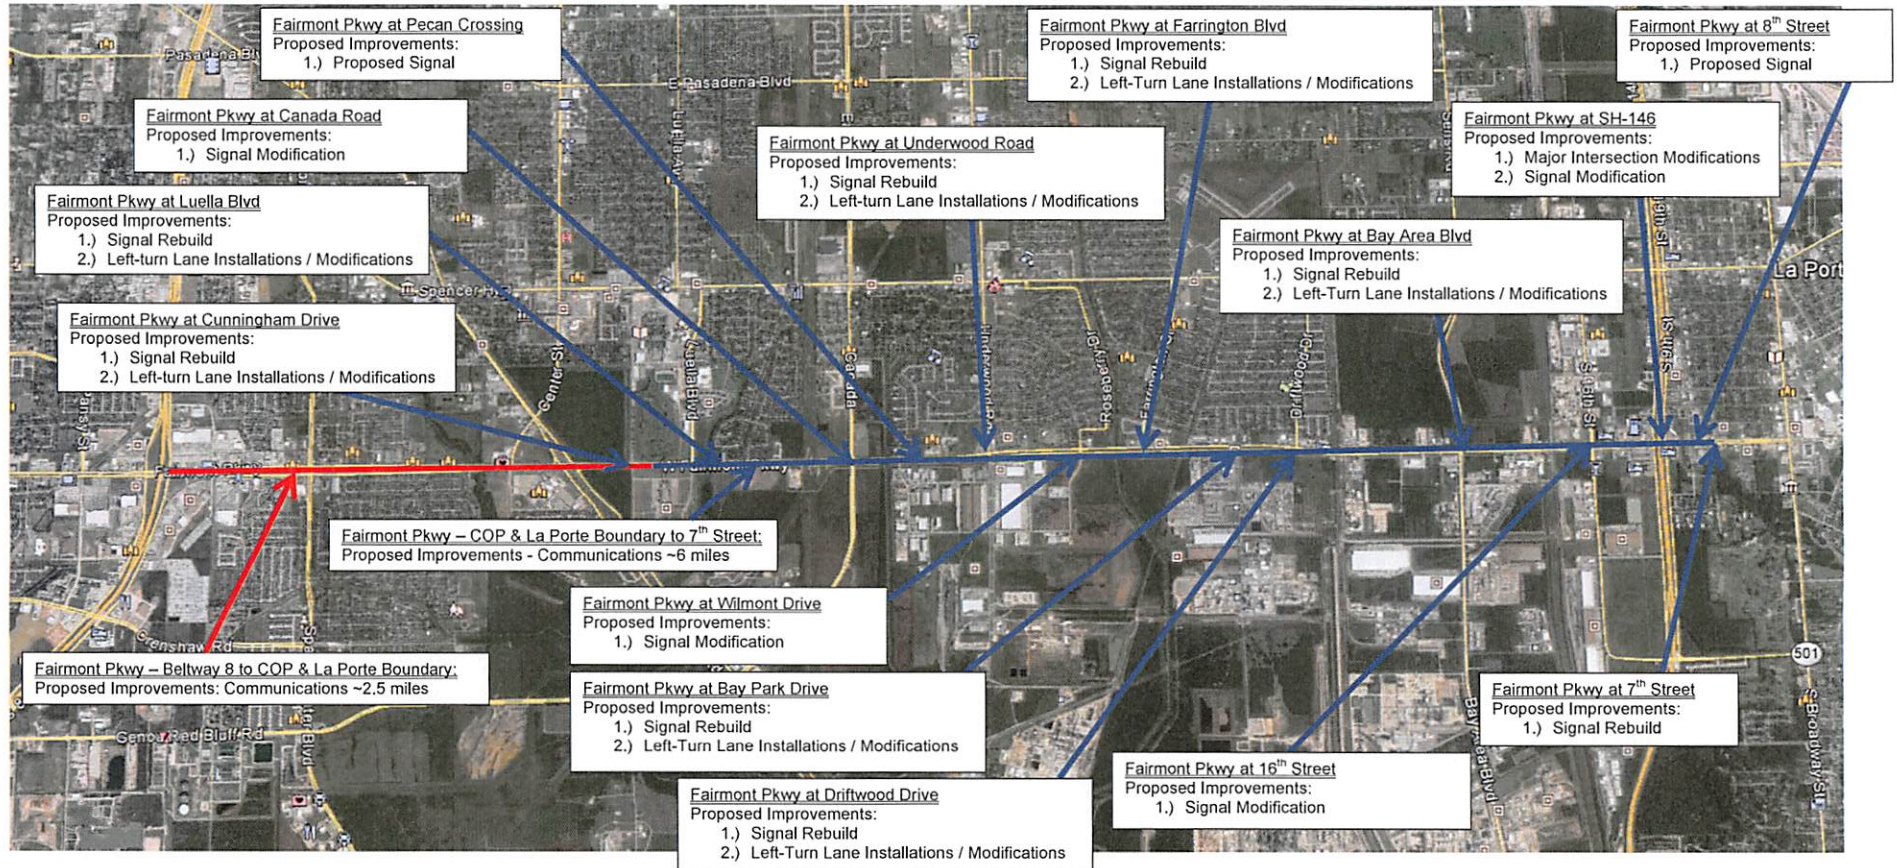 Fairmont Pkwy at Pecan Crossing
Proposed Improvements:
1.) Proposed Signal
Fairmont Pkwy at Farrington Blvd
Proposed Improvements:
1.) Signal Rebuild
2.) Left-Turn Lane Installations / Modifications
Fairmont Pkwy at 8th Street
Proposed Improvements:
1.) Proposed Signal
E Pasadena Blvd
Fairmont Pkwy at Canada Road
Proposed Improvements:
1.) Signal Modification
Fairmont Pkwy at Underwood Road
Proposed Improvements:
1.) Signal Rebuild
2.) Left-turn Lane Installations / Modifications
Fairmont Pkwy at SH-146
Proposed Improvements:
1.) Major Intersection Modifications
2.) Signal Modification
Fairmont Pkwy at Luella Blvd
Proposed Improvements:
1.) Signal Rebuild
2.) Left-turn Lane Installations / Modifications
Fairmont Pkwy at Bay Area Blvd
Proposed Improvements:
1.) Signal Rebuild
2.) Left-Turn Lane Installations / Modifications
La Port
Spencer H
Fairmont Pkwy at Cunningham Drive
Proposed Improvements:
1.) Signal Rebuild
2.) Left-turn Lane Installations / Modifications
Pansy St
Center St
Luella Blvd
Canada
Underwood R
Roseberry Dr
Driftwood Dr
S 16th St
Fairmont Pkwy – COP & La Porte Boundary to 7th Street:
Proposed Improvements - Communications ~6 miles
Fairmont Pkwy at Wilmont Drive
Proposed Improvements:
1.) Signal Modification
Crenshaw Rd
501
Fairmont Pkwy – Beltway 8 to COP & La Porte Boundary:
Proposed Improvements: Communications ~2.5 miles
Fairmont Pkwy at Bay Park Drive
Proposed Improvements:
1.) Signal Rebuild
2.) Left-Turn Lane Installations / Modifications
Fairmont Pkwy at 7th Street
Proposed Improvements:
1.) Signal Rebuild
Genoa Red Bluff Rd
S Broadway St
Fairmont Pkwy at 16th Street
Proposed Improvements:
1.) Signal Modification
Fairmont Pkwy at Driftwood Drive
Proposed Improvements:
1.) Signal Rebuild
2.) Left-Turn Lane Installations / Modifications